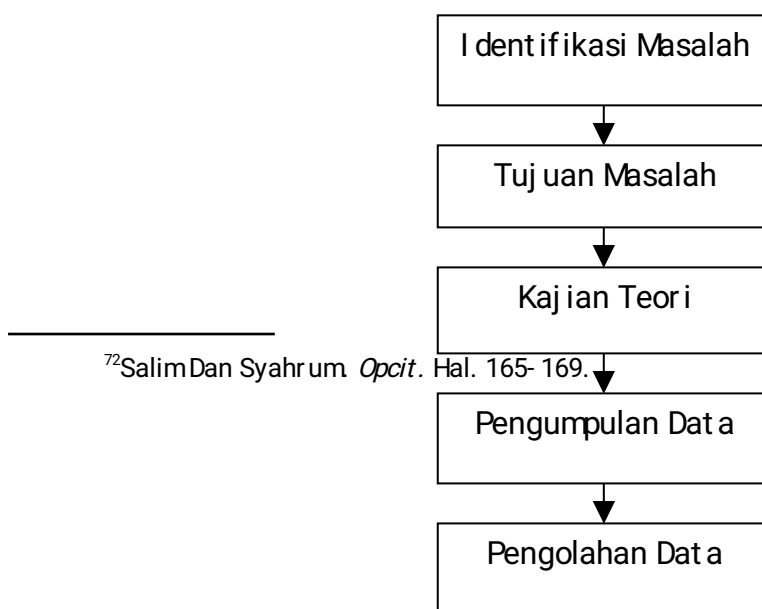 Identifikasi Masalah
Tujuan Masalah
Kajian Teori
⁷²Salim Dan Syahrum. Opcit. Hal. 165-169.
Pengumpulan Data
Pengolahan Data